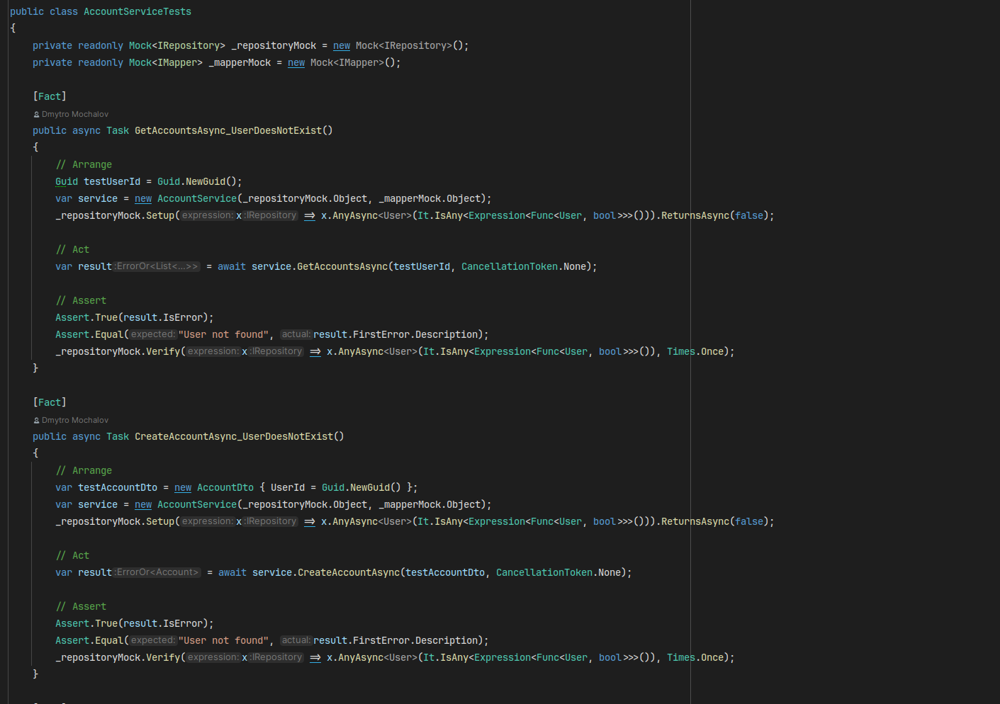 public class AccountServiceTests
{
    private readonly Mock<IRepository> _repositoryMock = new Mock<IRepository>();
    private readonly Mock<IMapper> _mapperMock = new Mock<IMapper>();

    [Fact]
    Dmytro Mochalov
    public async Task GetAccountsAsync_UserDoesNotExist()
    {
        // Arrange
        Guid testUserId = Guid.NewGuid();
        var service = new AccountService(_repositoryMock.Object, _mapperMock.Object);
        _repositoryMock.Setup(expression: x :IRepository => x.AnyAsync<User>(It.IsAny<Expression<Func<User, bool>>>())).ReturnsAsync(false);

        // Act
        var result :ErrorOr<List<...>> = await service.GetAccountsAsync(testUserId, CancellationToken.None);

        // Assert
        Assert.True(result.IsError);
        Assert.Equal(expected: "User not found", actual: result.FirstError.Description);
        _repositoryMock.Verify(expression: x :IRepository => x.AnyAsync<User>(It.IsAny<Expression<Func<User, bool>>>()), Times.Once);
    }

    [Fact]
    Dmytro Mochalov
    public async Task CreateAccountAsync_UserDoesNotExist()
    {
        // Arrange
        var testAccountDto = new AccountDto { UserId = Guid.NewGuid() };
        var service = new AccountService(_repositoryMock.Object, _mapperMock.Object);
        _repositoryMock.Setup(expression: x :IRepository => x.AnyAsync<User>(It.IsAny<Expression<Func<User, bool>>>())).ReturnsAsync(false);

        // Act
        var result :ErrorOr<Account> = await service.CreateAccountAsync(testAccountDto, CancellationToken.None);

        // Assert
        Assert.True(result.IsError);
        Assert.Equal(expected: "User not found", actual: result.FirstError.Description);
        _repositoryMock.Verify(expression: x :IRepository => x.AnyAsync<User>(It.IsAny<Expression<Func<User, bool>>>()), Times.Once);
    }